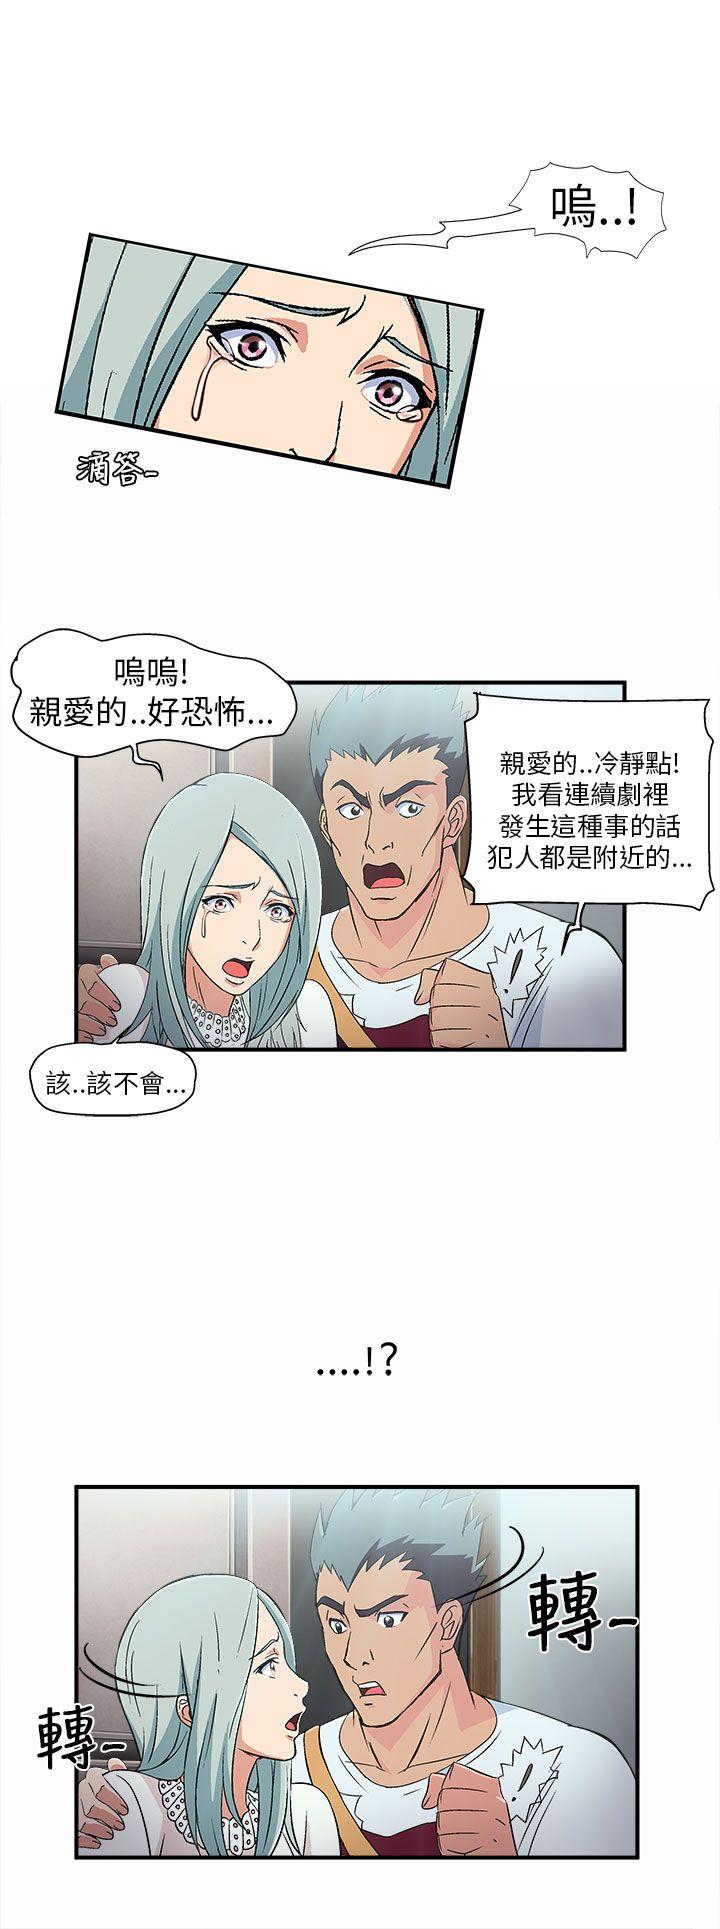 嗚..!
滴答-
嗚嗚!
親愛的..好恐怖...
親愛的..冷靜點!
我看連續劇裡
發生這種事的話
犯人都是附近的...
該..該不會...
....!?
轉-
轉-